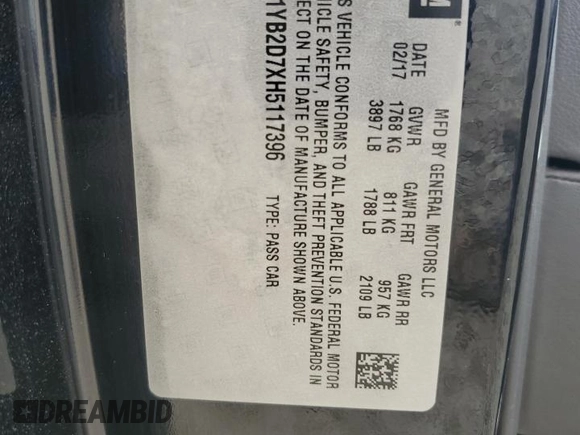 GM
MFD BY GENERAL MOTORS LLC
DATE GVWR GAWR FRT GAWR RR
02/17 1768 KG 811 KG 957 KG
3897 LB 1788 LB 2109 LB
S VEHICLE CONFORMS TO ALL APPLICABLE U.S. FEDERAL MOTOR
VEHICLE SAFETY, BUMPER, AND THEFT PREVENTION STANDARDS IN
ECT ON THE DATE OF MANUFACTURE SHOWN ABOVE.
1YB2D7XH5117396 TYPE: PASS CAR
DREAMBID